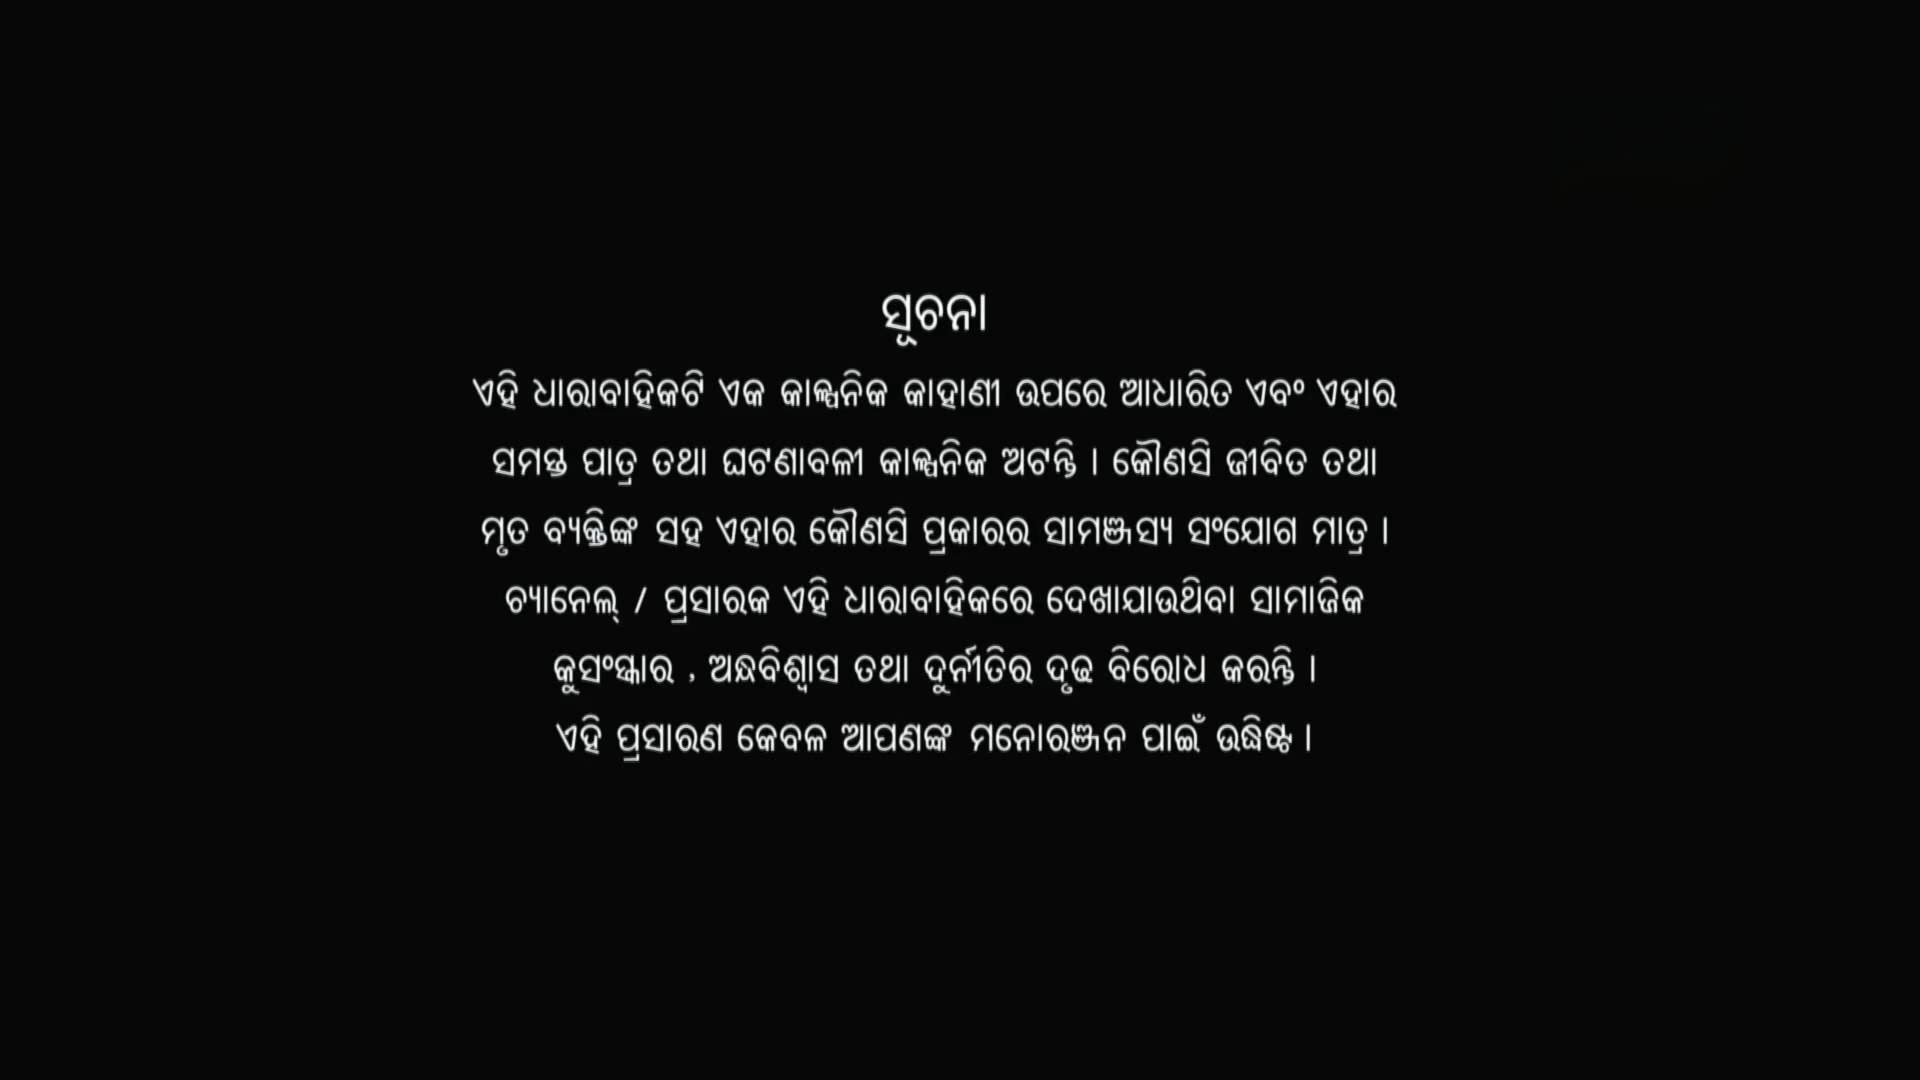 ସୂଚନା
ଏହି ଧାରାବାହିକଟି ଏକ କାଳ୍ପନିକ କାହାଣୀ ଉପରେ ଆଧାରିତ ଏବଂ ଏହାର
ସମସ୍ତ ପାତ୍ର ତଥା ଘଟଣାବଳୀ କାଳ୍ପନିକ ଅଟନ୍ତି । କୌଣସି ଜୀବିତ ତଥା
ମୃତ ବ୍ୟକ୍ତିଙ୍କ ସହ ଏହାର କୌଣସି ପ୍ରକାରର ସାମଞ୍ଜସ୍ୟ ସଂଯୋଗ ମାତ୍ର ।
ଚ୍ୟାନେଲ୍ / ପ୍ରସାରକ ଏହି ଧାରାବାହିକରେ ଦେଖାଯାଉଥିବା ସାମାଜିକ
କୁସଂସ୍କାର , ଅନ୍ଧବିଶ୍ୱାସ ତଥା ଦୁର୍ନୀତିର ଦୃଢ ବିରୋଧ କରନ୍ତି ।
ଏହି ପ୍ରସାରଣ କେବଳ ଆପଣଙ୍କ ମନୋରଞ୍ଜନ ପାଇଁ ଉଦ୍ଧିଷ୍ଟ ।